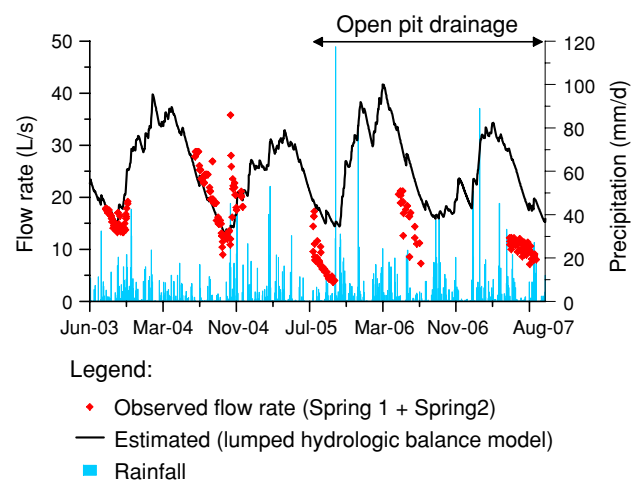 Open pit drainage
50
40
30
20
10
0
Flow rate (L/s)
120
100
80
60
40
20
0
Precipitation (mm/d)
Jun-03 Mar-04 Nov-04 Jul-05 Mar-06 Nov-06 Aug-07
Legend:
Observed flow rate (Spring 1 + Spring2)
Estimated (lumped hydrologic balance model)
Rainfall